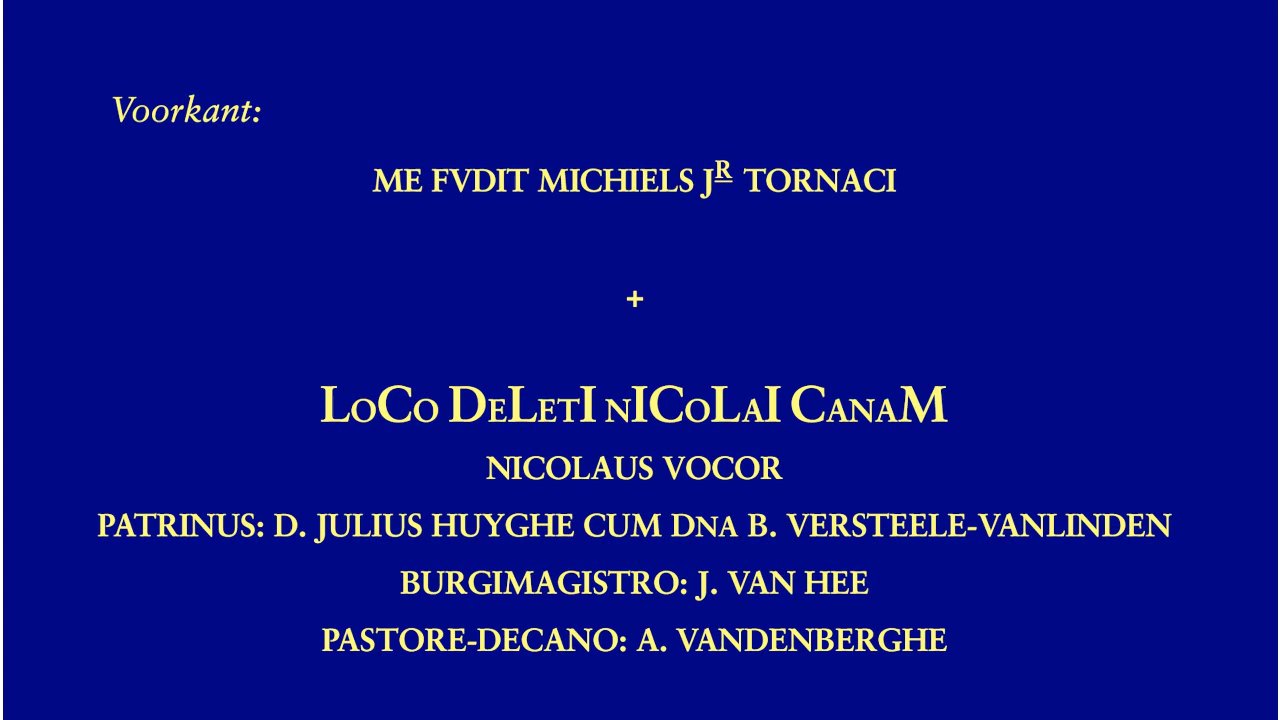 Voorkant:
ME FVDIT MICHIELS JR TORNACI
+
LoCo DeLetI nICoLaI CanaM
NICOLAUS VOCOR
PATRINUS: D. JULIUS HUYGHE CUM DNA B. VERSTEELE-VANLINDEN
BURGIMAGISTRO: J. VAN HEE
PASTORE-DECANO: A. VANDENBERGHE